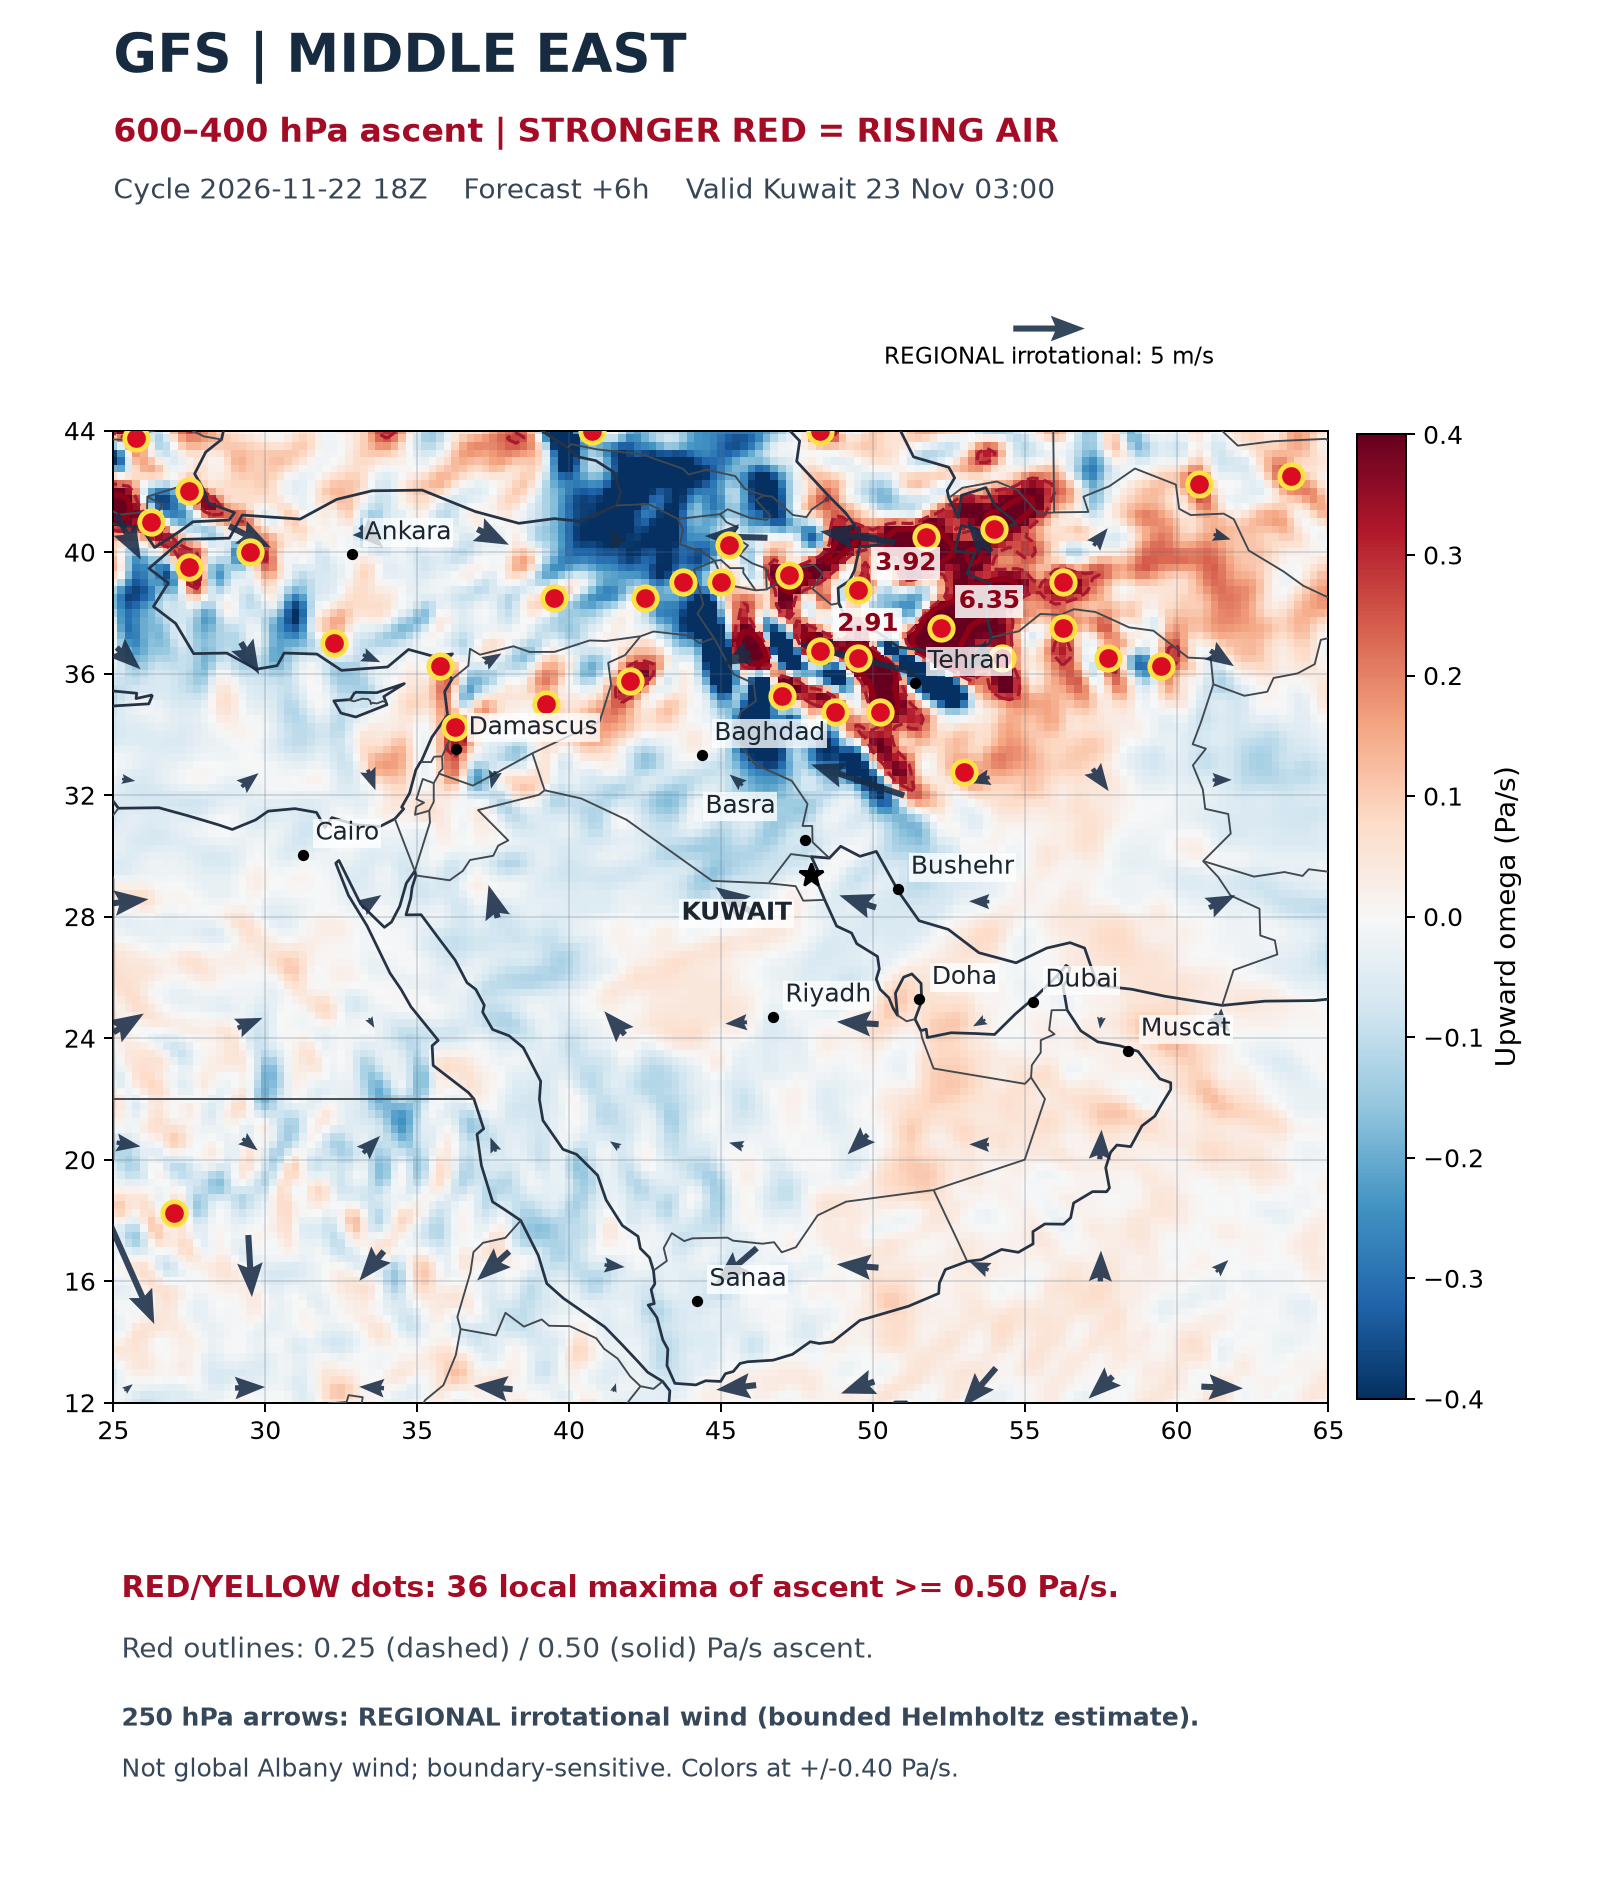 GFS | MIDDLE EAST
600–400 hPa ascent | STRONGER RED = RISING AIR
Cycle 2026-11-22 18Z Forecast +6h Valid Kuwait 23 Nov 03:00
REGIONAL irrotational: 5 m/s
44
40
36
32
28
24
20
16
12
25 30 35 40 45 50 55 60 65
Ankara
3.92
6.35
2.91
Tehran
Damascus
Baghdad
Basra
Cairo
Bushehr
KUWAIT
Doha
Dubai
Riyadh
Muscat
Sanaa
0.4
0.3
0.2
0.1
0.0
−0.1
−0.2
−0.3
−0.4
Upward omega (Pa/s)
RED/YELLOW dots: 36 local maxima of ascent >= 0.50 Pa/s.
Red outlines: 0.25 (dashed) / 0.50 (solid) Pa/s ascent.
250 hPa arrows: REGIONAL irrotational wind (bounded Helmholtz estimate).
Not global Albany wind; boundary-sensitive. Colors at +/-0.40 Pa/s.